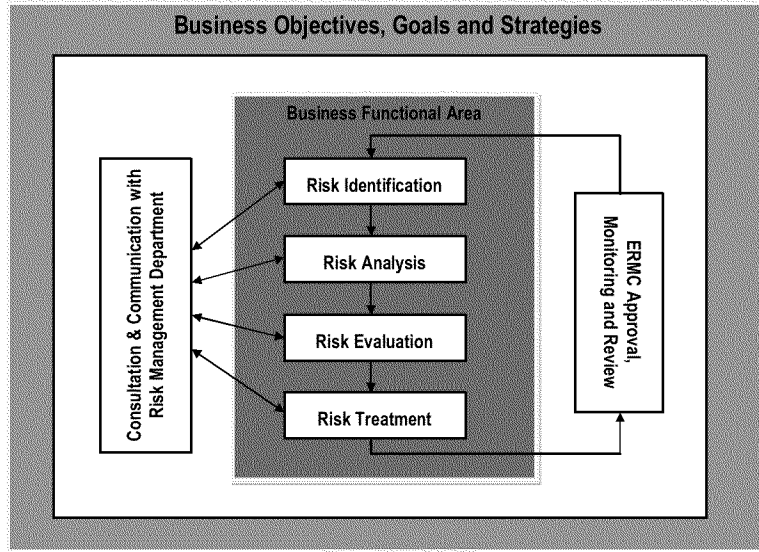 Business Objectives, Goals and Strategies
Business Functional Area
Consultation & Communication with
Risk Management Department
Risk Identification
Risk Analysis
Risk Evaluation
Risk Treatment
ERMC Approval,
Monitoring and Review